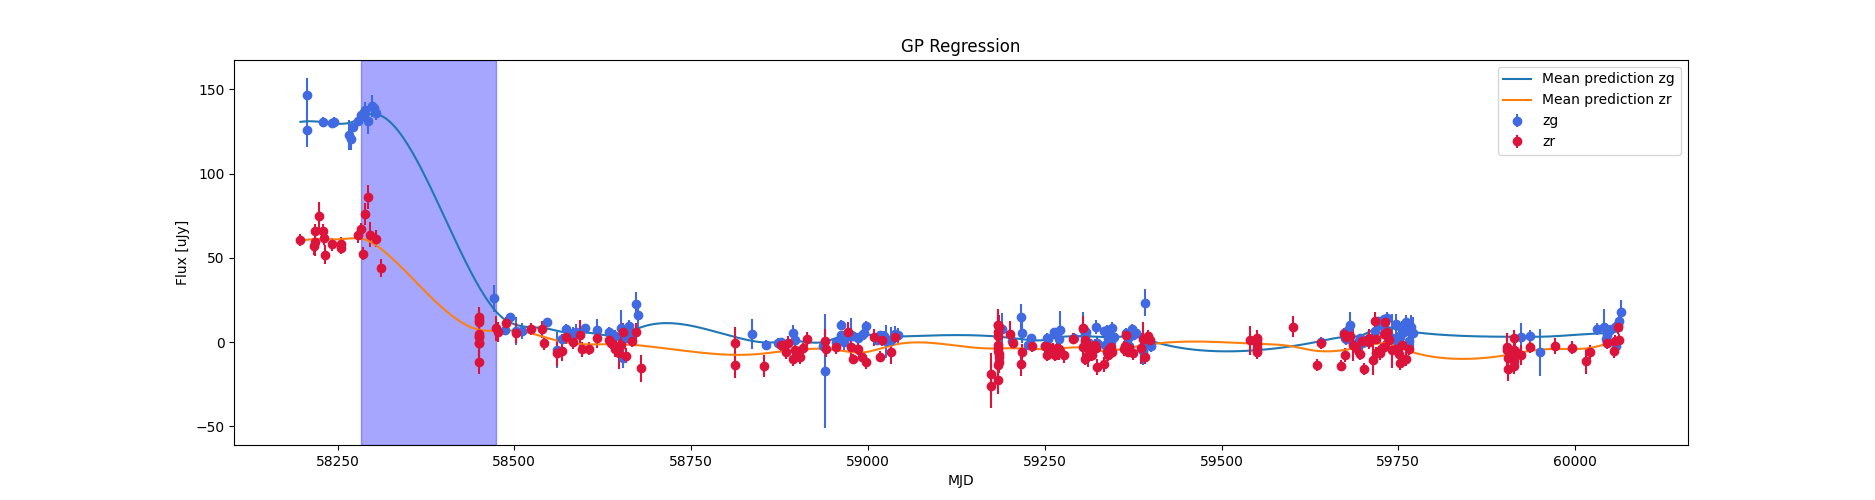 GP Regression
Mean prediction zg
Mean prediction zr
zg
zr
Flux [uJy]
150
100
50
0
−50
58250 58500 58750 59000 59250 59500 59750 60000
MJD